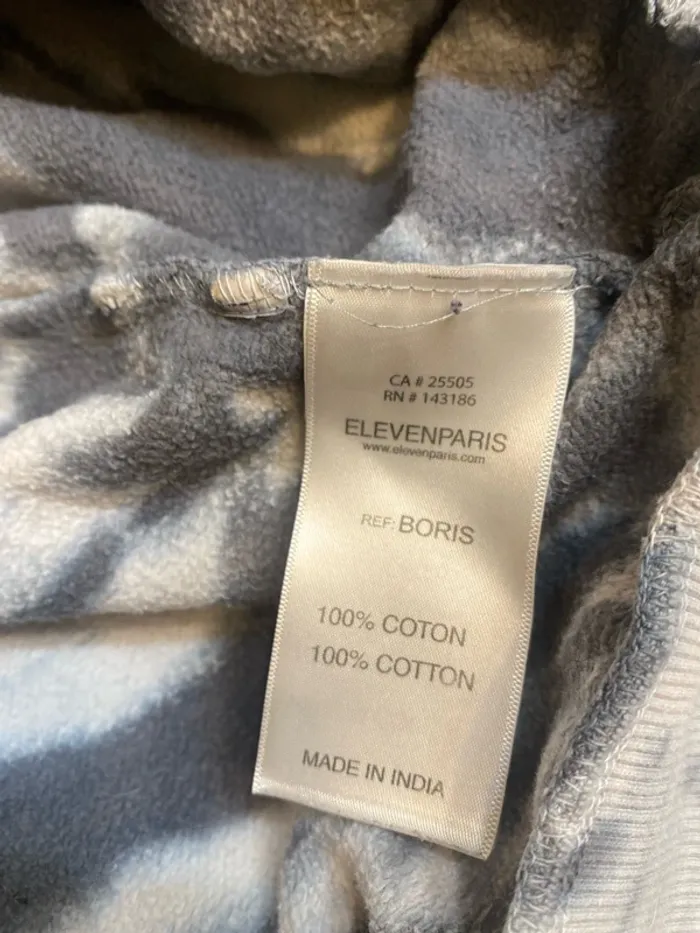 CA # 25505
RN # 143186
ELEVENPARIS
www.elevenparis.com
REF: BORIS
100% COTON
100% COTTON
MADE IN INDIA